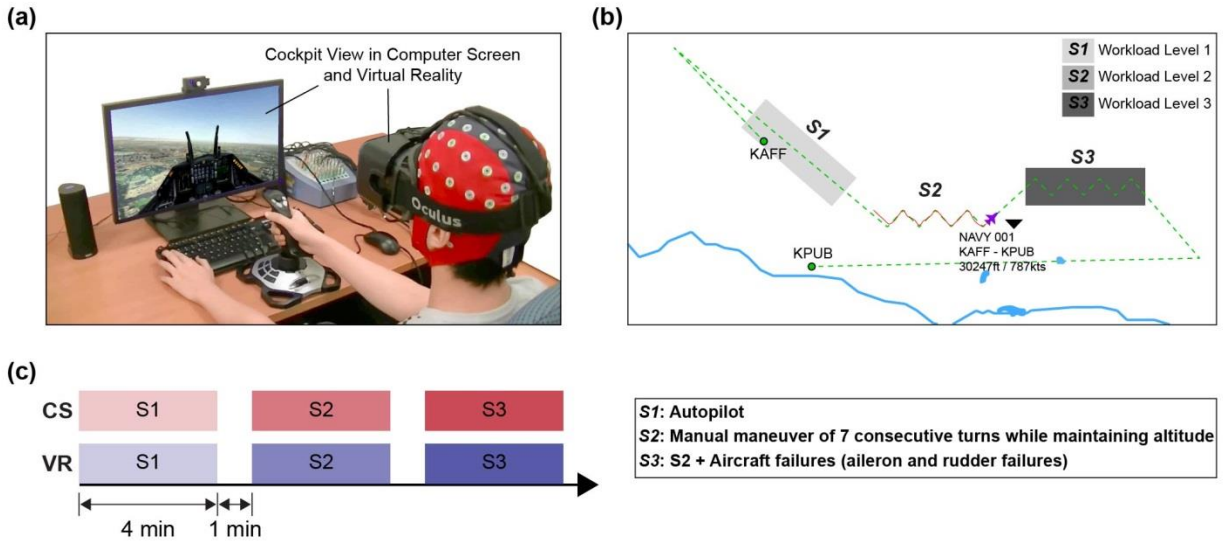 (a)
Cockpit View in Computer Screen
and Virtual Reality
Oculus
(b)
S1 Workload Level 1
S2 Workload Level 2
S3 Workload Level 3
S1
KAFF
S2
S3
NAVY 001
KAFF - KPUB
30247ft / 787kts
KPUB
(c)
CS S1 S2 S3
VR S1 S2 S3
4 min 1 min
S1: Autopilot
S2: Manual maneuver of 7 consecutive turns while maintaining altitude
S3: S2 + Aircraft failures (aileron and rudder failures)